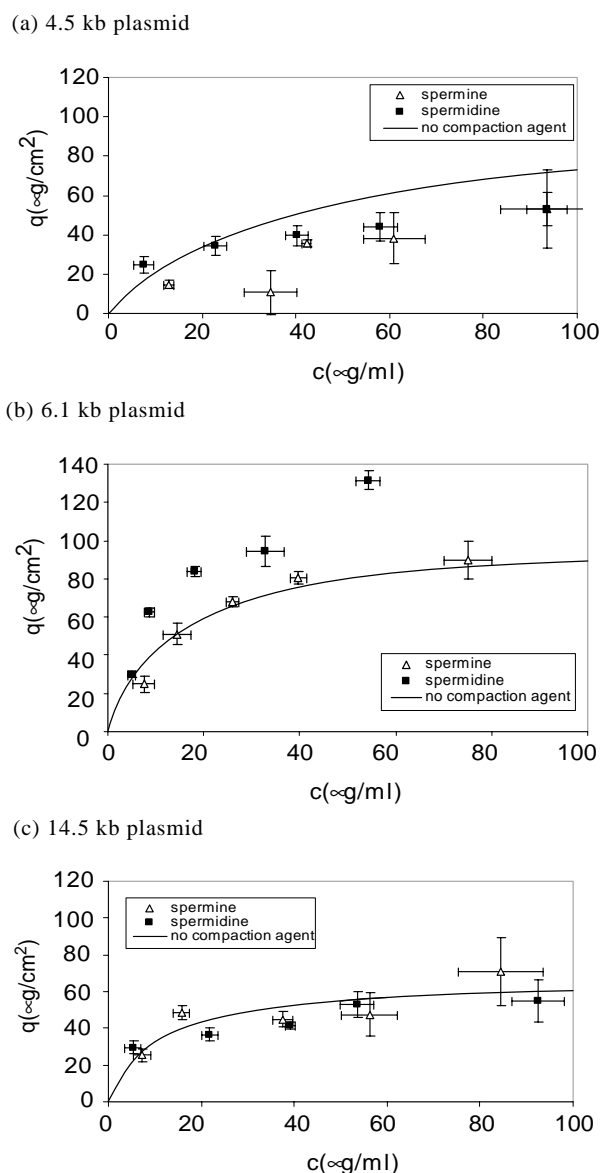 (a) 4.5 kb plasmid
120
100
80
60
40
20
0
q(∝g/cm2)
spermine
spermidine
no compaction agent
0 20 40 60 80 100
c(∝g/ml)
(b) 6.1 kb plasmid
140
120
100
80
60
40
20
0
q(∝g/cm2)
spermine
spermidine
no compaction agent
0 20 40 60 80 100
c(∝g/ml)
(c) 14.5 kb plasmid
120
100
80
60
40
20
0
q(∝g/cm2)
spermine
spermidine
no compaction agent
0 20 40 60 80 100
c(∝g/ml)